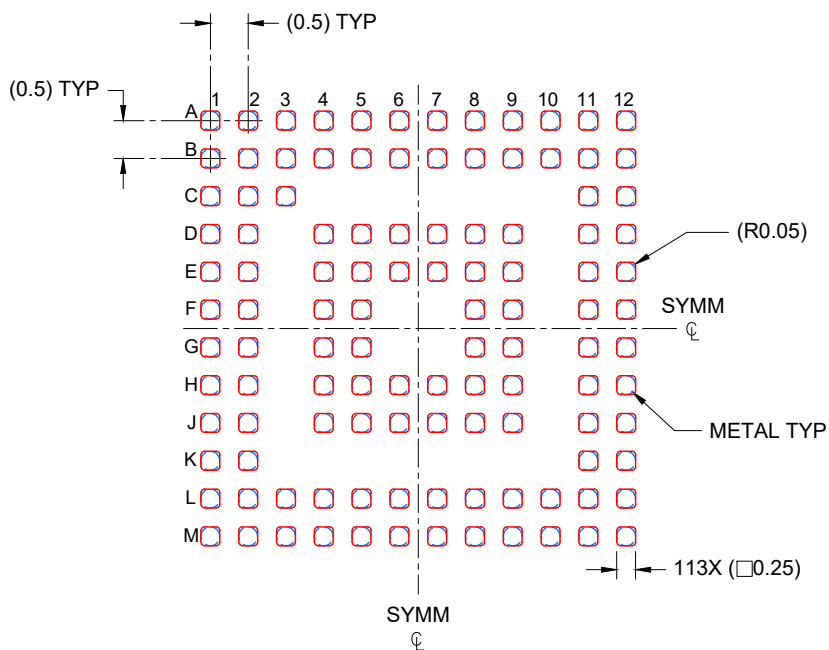 (0.5) TYP
(0.5) TYP
1 2 3 4 5 6 7 8 9 10 11 12
A
B
C
D
E
(R0.05)
F
SYMM
℄
G
H
J
METAL TYP
K
L
M
113X (□0.25)
SYMM
℄